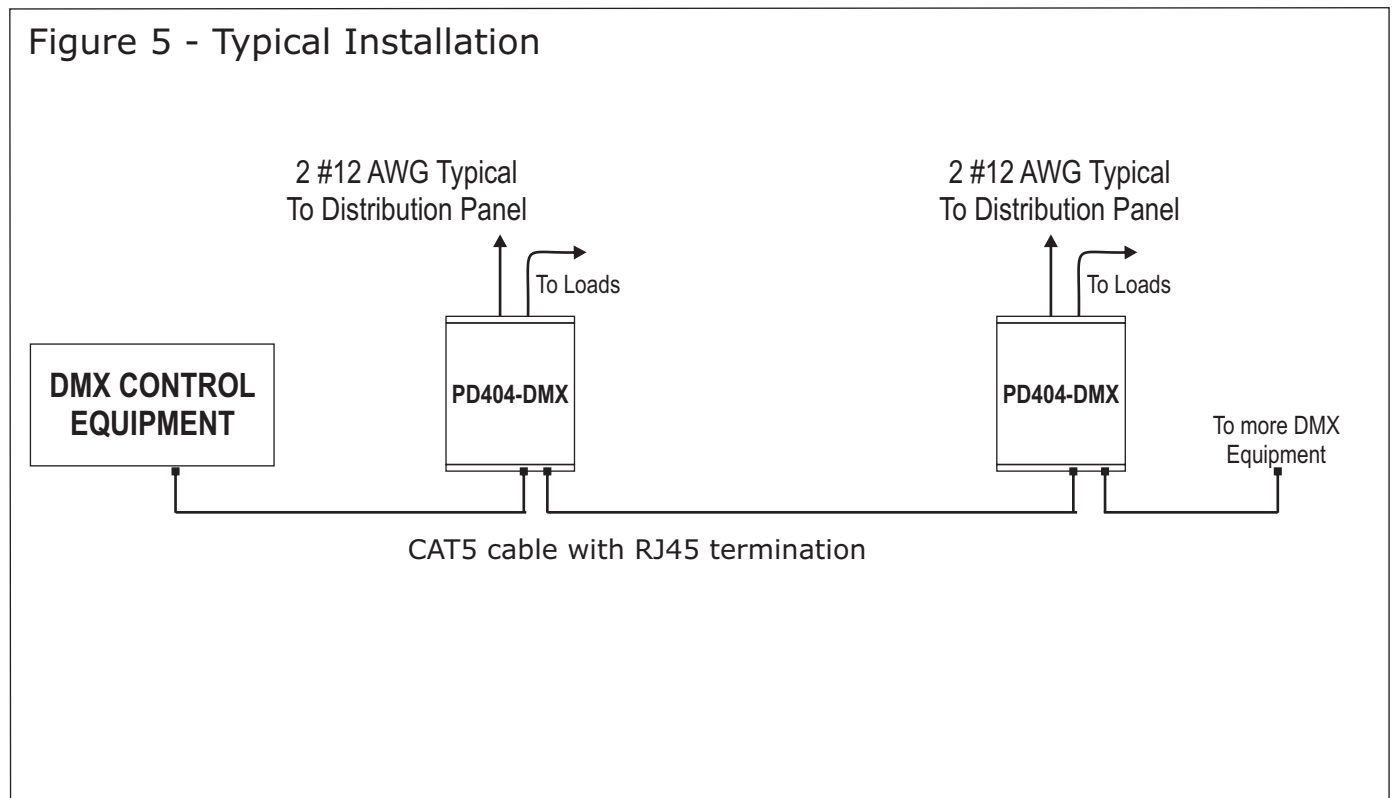 Figure 5 - Typical Installation
2 #12 AWG Typical
To Distribution Panel
2 #12 AWG Typical
To Distribution Panel
To Loads
To Loads
DMX CONTROL
EQUIPMENT
PD404-DMX
PD404-DMX
To more DMX
Equipment
CAT5 cable with RJ45 termination